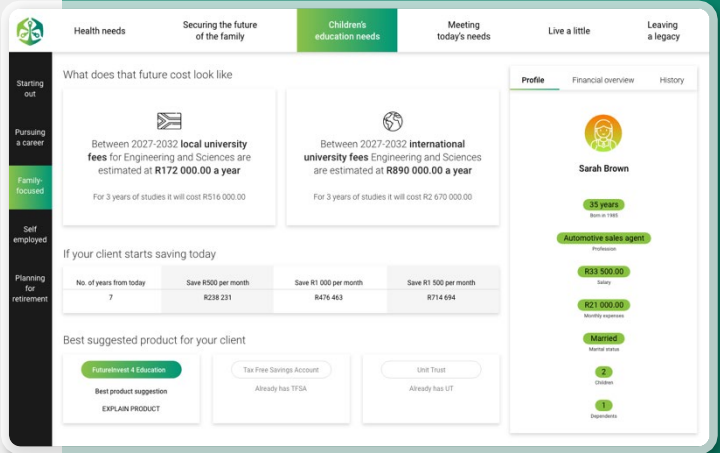 Health needs
Securing the future
of the family
Children's
education needs
Meeting
today's needs
Live a little
Leaving
a legacy
Starting
out
Pursuing
a career
Family-
focused
Self
employed
Planning
for
retirement
What does that future cost look like
Between 2027-2032 local university
fees for Engineering and Sciences are
estimated at R172 000.00 a year
For 3 years of studies it will cost R516 000.00
Between 2027-2032 international
university fees Engineering and Sciences
are estimated at R890 000.00 a year
For 3 years of studies it will cost R2 670 000.00
If your client starts saving today
No. of years from today Save R500 per month Save R1 000 per month Save R1 500 per month
7 R238 231 R476 463 R714 694
Best suggested product for your client
FutureInvest 4 Education
Best product suggestion
EXPLAIN PRODUCT
Tax Free Savings Account
Already has TFSA
Unit Trust
Already has UT
Profile Financial overview History
Sarah Brown
35 years
Born in 1985
Automotive sales agent
Profession
R33 500.00
Salary
R21 000.00
Monthly expenses
Married
Marital status
2
Children
1
Dependents